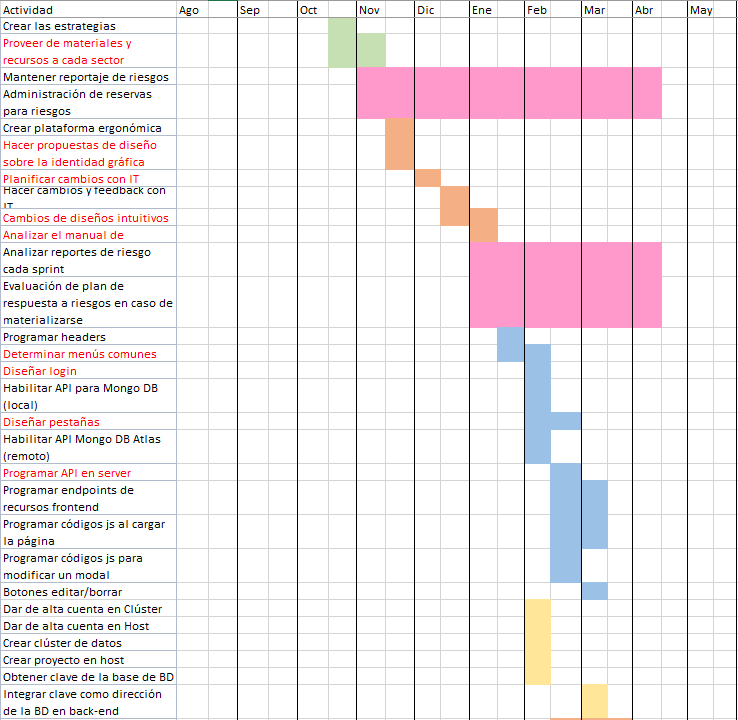 Actividad Ago Sep Oct Nov Dic Ene Feb Mar Abr May
Crear las estrategias
Proveer de materiales y
recursos a cada sector
Mantener reportaje de riesgos
Administración de reservas
para riesgos
Crear plataforma ergonómica
Hacer propuestas de diseño
sobre la identidad gráfica
Planificar cambios con IT
Hacer cambios y feedback con
IT
Cambios de diseños intuitivos
Analizar el manual de
Analizar reportes de riesgo
cada sprint
Evaluación de plan de
respuesta a riesgos en caso de
materializarse
Programar headers
Determinar menús comunes
Diseñar login
Habilitar API para Mongo DB
(local)
Diseñar pestañas
Habilitar API Mongo DB Atlas
(remoto)
Programar API en server
Programar endpoints de
recursos frontend
Programar códigos js al cargar
la página
Programar códigos js para
modificar un modal
Botones editar/borrar
Dar de alta cuenta en Clúster
Dar de alta cuenta en Host
Crear clúster de datos
Crear proyecto en host
Obtener clave de la base de BD
Integrar clave como dirección
de la BD en back-end